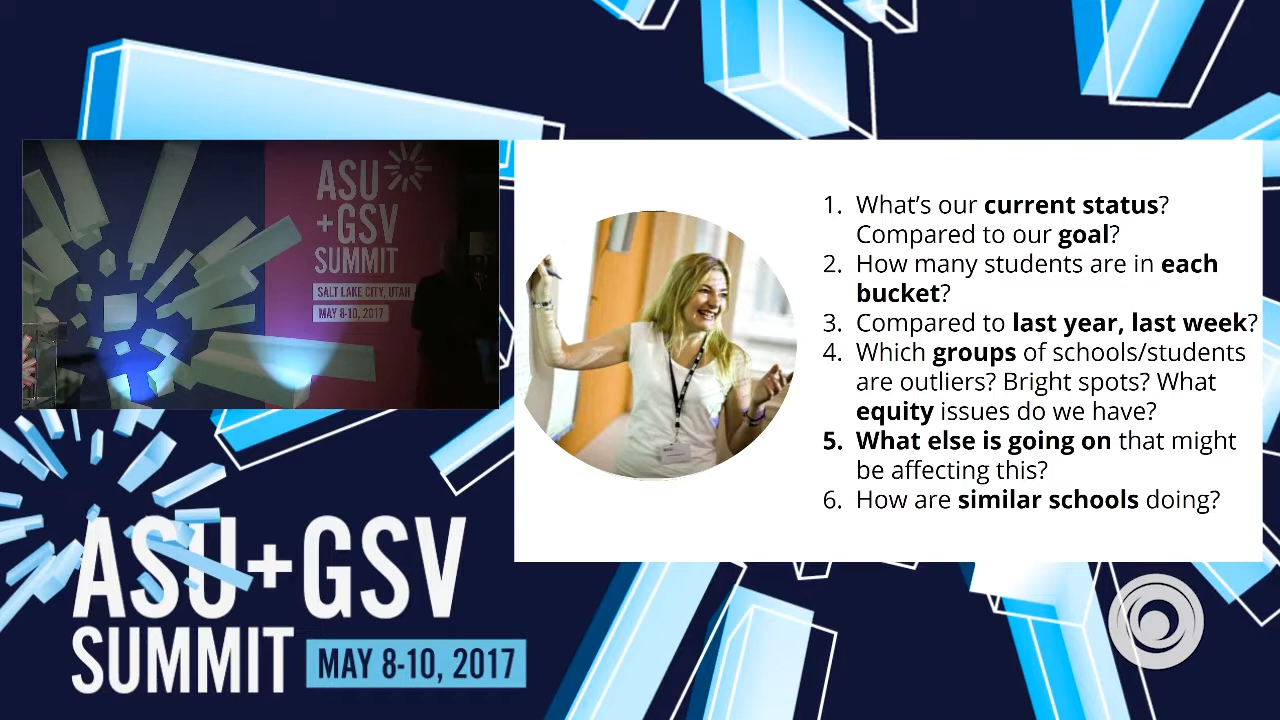 ASU
+GSV
SUMMIT
SALT LAKE CITY, UTAH
MAY 8-10, 2017
1. What’s our current status?
Compared to our goal?
2. How many students are in each
bucket?
3. Compared to last year, last week?
4. Which groups of schools/students
are outliers? Bright spots? What
equity issues do we have?
5. What else is going on that might
be affecting this?
6. How are similar schools doing?
ASU+GSV
SUMMIT MAY 8-10, 2017